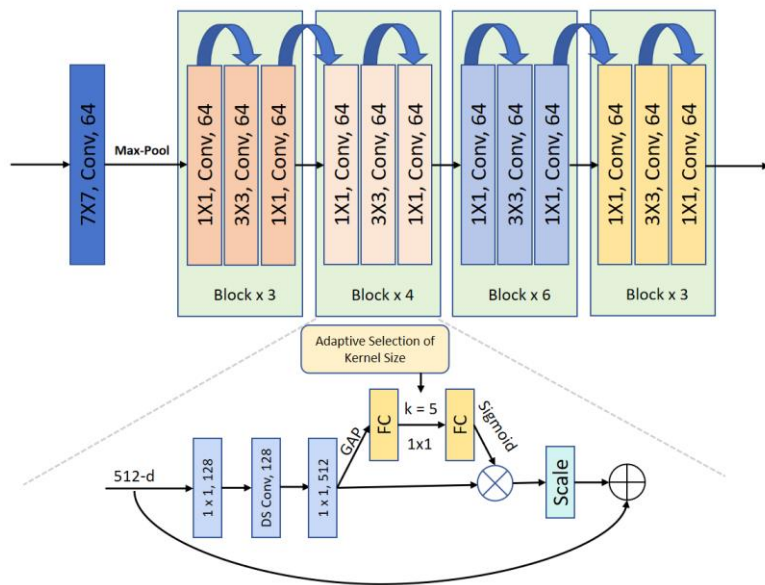 7X7, Conv, 64
Max-Pool
1X1, Conv, 64
3X3, Conv, 64
1X1, Conv, 64
Block x 3
1X1, Conv, 64
3X3, Conv, 64
1X1, Conv, 64
Block x 4
1X1, Conv, 64
3X3, Conv, 64
1X1, Conv, 64
Block x 6
1X1, Conv, 64
3X3, Conv, 64
1X1, Conv, 64
Block x 3
Adaptive Selection of
Kernel Size
512-d
1 x 1, 128
DS Conv, 128
1 x 1, 512
GAP
FC
k = 5
1x1
FC
Sigmoid
Scale